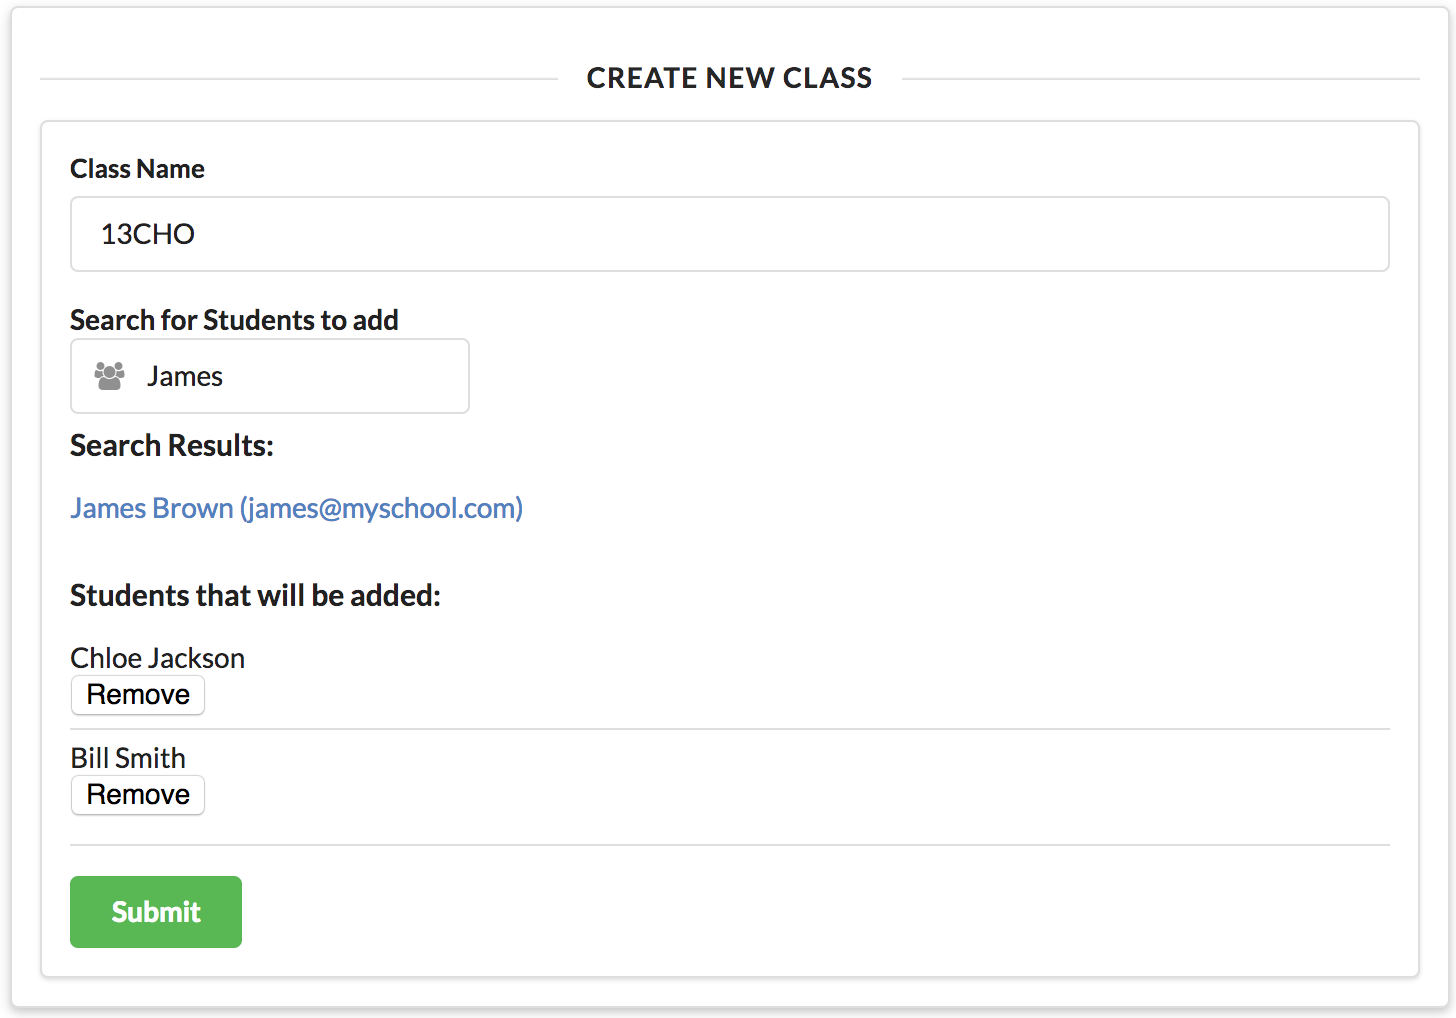 CREATE NEW CLASS
Class Name
13CHO
Search for Students to add
James
Search Results:
James Brown (james@myschool.com)
Students that will be added:
Chloe Jackson
Remove
Bill Smith
Remove
Submit